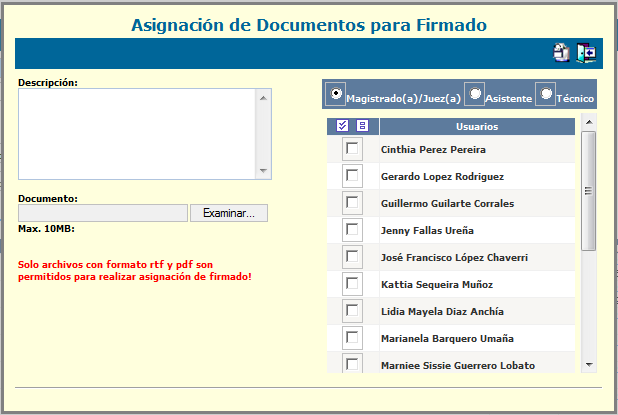 Asignación de Documentos para Firmado
Descripción:
Documento:
Examinar...
Max. 10MB:
Solo archivos con formato rtf y pdf son
permitidos para realizar asignación de firmado!
Magistrado(a)/Juez(a) Asistente Técnico
Usuarios
Cinthia Perez Pereira
Gerardo Lopez Rodriguez
Guillermo Guilarte Corrales
Jenny Fallas Ureña
José Francisco López Chaverri
Kattia Sequeira Muñoz
Lidia Mayela Diaz Anchía
Marianela Barquero Umaña
Marniee Sissie Guerrero Lobato